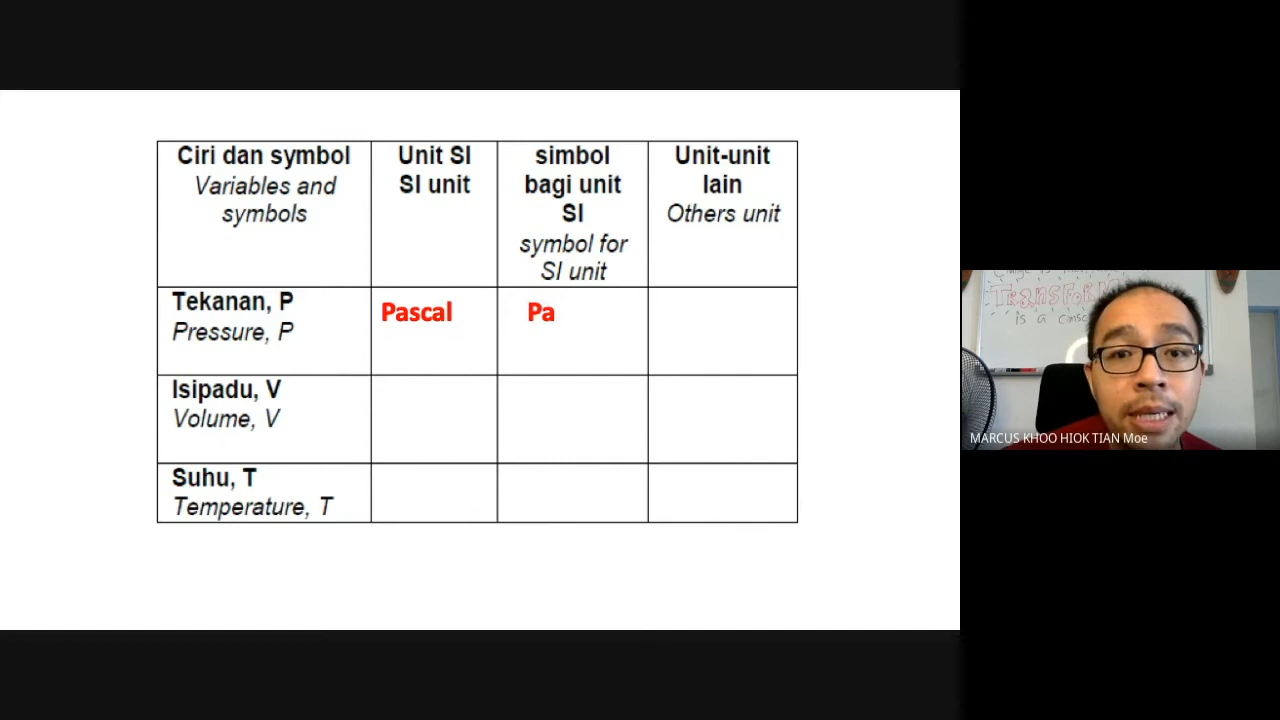 Ciri dan symbol
Variables and
symbols
Unit SI
SI unit
simbol
bagi unit
SI
symbol for
SI unit
Unit-unit
lain
Others unit
Tekanan, P
Pressure, P
Pascal
Pa
Isipadu, V
Volume, V
Suhu, T
Temperature, T
TRANSFORM
is a
MARCUS KHOO HIOK TIAN Moe